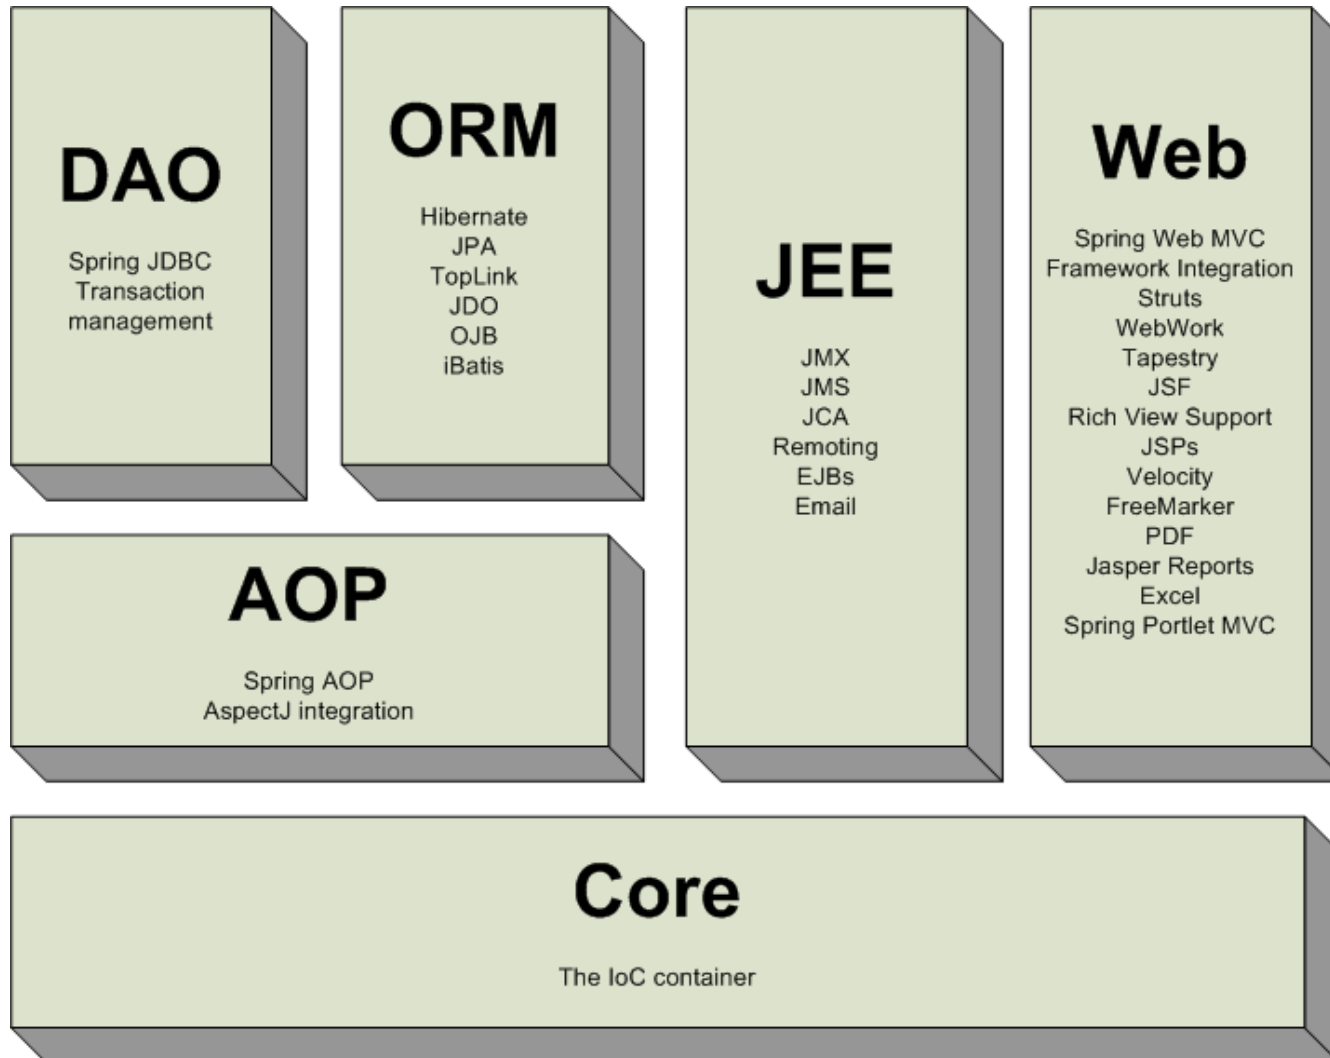 DAO
Spring JDBC
Transaction
management
ORM
Hibernate
JPA
TopLink
JDO
OJB
iBatis
JEE
JMX
JMS
JCA
Remoting
EJBs
Email
Web
Spring Web MVC
Framework Integration
Struts
WebWork
Tapestry
JSF
Rich View Support
JSPs
Velocity
FreeMarker
PDF
Jasper Reports
Excel
Spring Portlet MVC
AOP
Spring AOP
AspectJ integration
Core
The IoC container